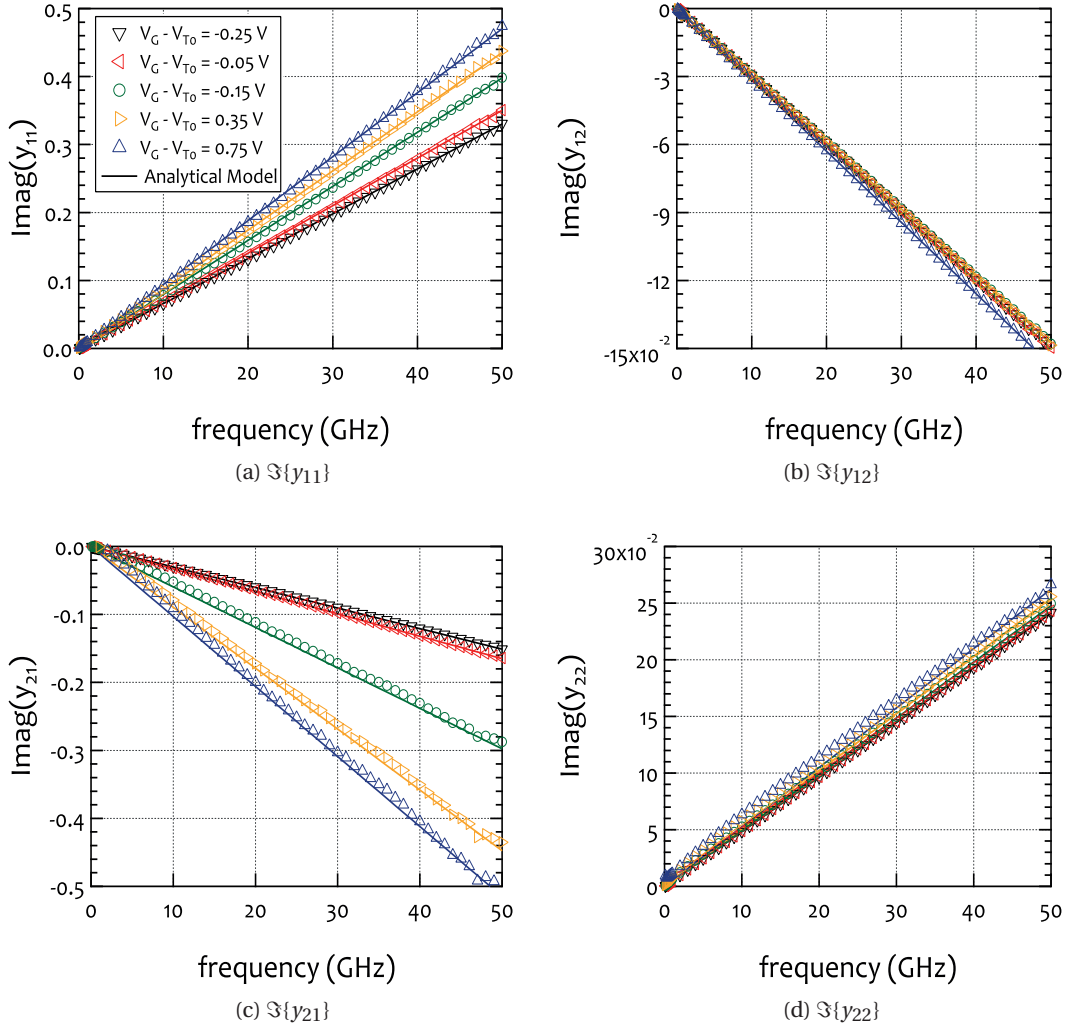 0.5
0.4
0.3
0.2
0.1
0.0
Imag(y11)
V_G - V_T0 = -0.25 V
V_G - V_T0 = -0.05 V
V_G - V_T0 = -0.15 V
V_G - V_T0 = 0.35 V
V_G - V_T0 = 0.75 V
Analytical Model
0 10 20 30 40 50
frequency (GHz)
(a) ℑ{y11}
0
-3
-6
-9
-12
-15x10^-2
Imag(y12)
0 10 20 30 40 50
frequency (GHz)
(b) ℑ{y12}
0.0
-0.1
-0.2
-0.3
-0.4
-0.5
Imag(y21)
0 10 20 30 40 50
frequency (GHz)
(c) ℑ{y21}
30x10^-2
25
20
15
10
5
0
Imag(y22)
0 10 20 30 40 50
frequency (GHz)
(d) ℑ{y22}